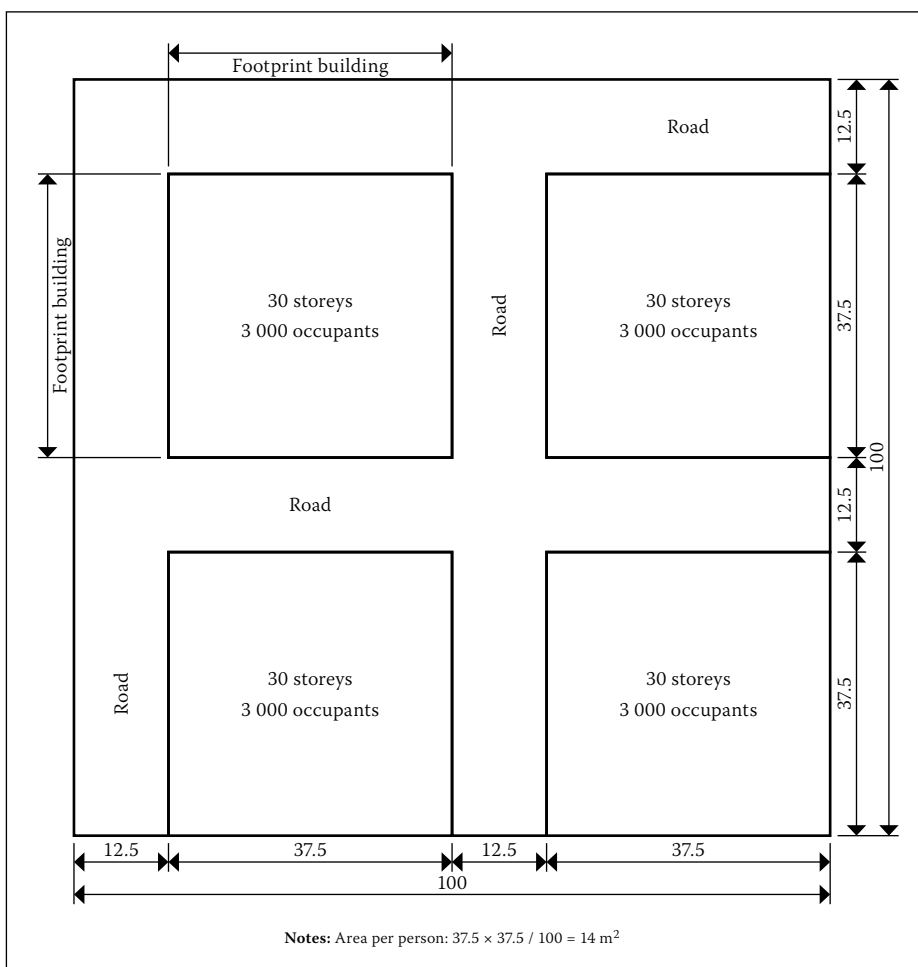 Footprint building
Road
12.5
Footprint building
30 storeys
3 000 occupants
Road
30 storeys
3 000 occupants
37.5
100
Road
12.5
Road
30 storeys
3 000 occupants
30 storeys
3 000 occupants
37.5
12.5
37.5
12.5
37.5
100
Notes: Area per person: 37.5 × 37.5 / 100 = 14 m²